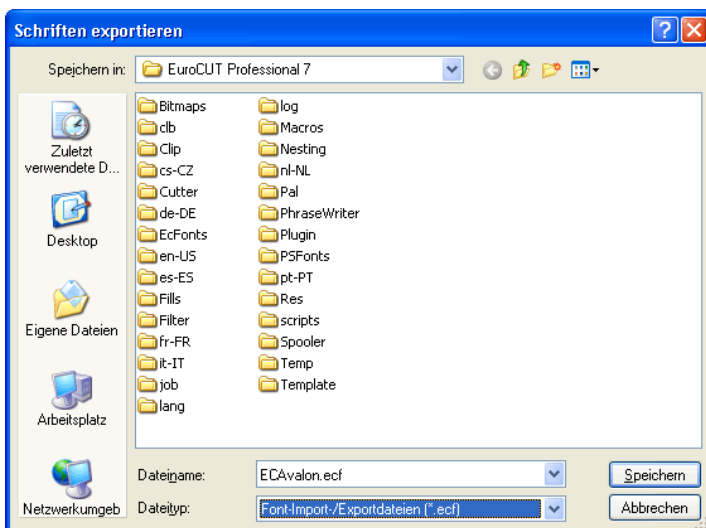 Schriften exportieren
Speichern in: EuroCUT Professional 7
Bitmaps log
clb Macros
Clip Nesting
cs-CZ nl-NL
Cutter Pal
de-DE PhraseWriter
EcFonts Plugin
en-US PSFonts
es-ES pt-PT
Fills Res
Filter scripts
fr-FR Spooler
it-IT Temp
job Template
lang
Zuletzt
verwendete D...
Desktop
Eigene Dateien
Arbeitsplatz
Netzwerkumgeb
Dateiname: ECAvalon.ecf Speichern
Dateityp: Font-Import-/Exportdateien (*.ecf) Abbrechen